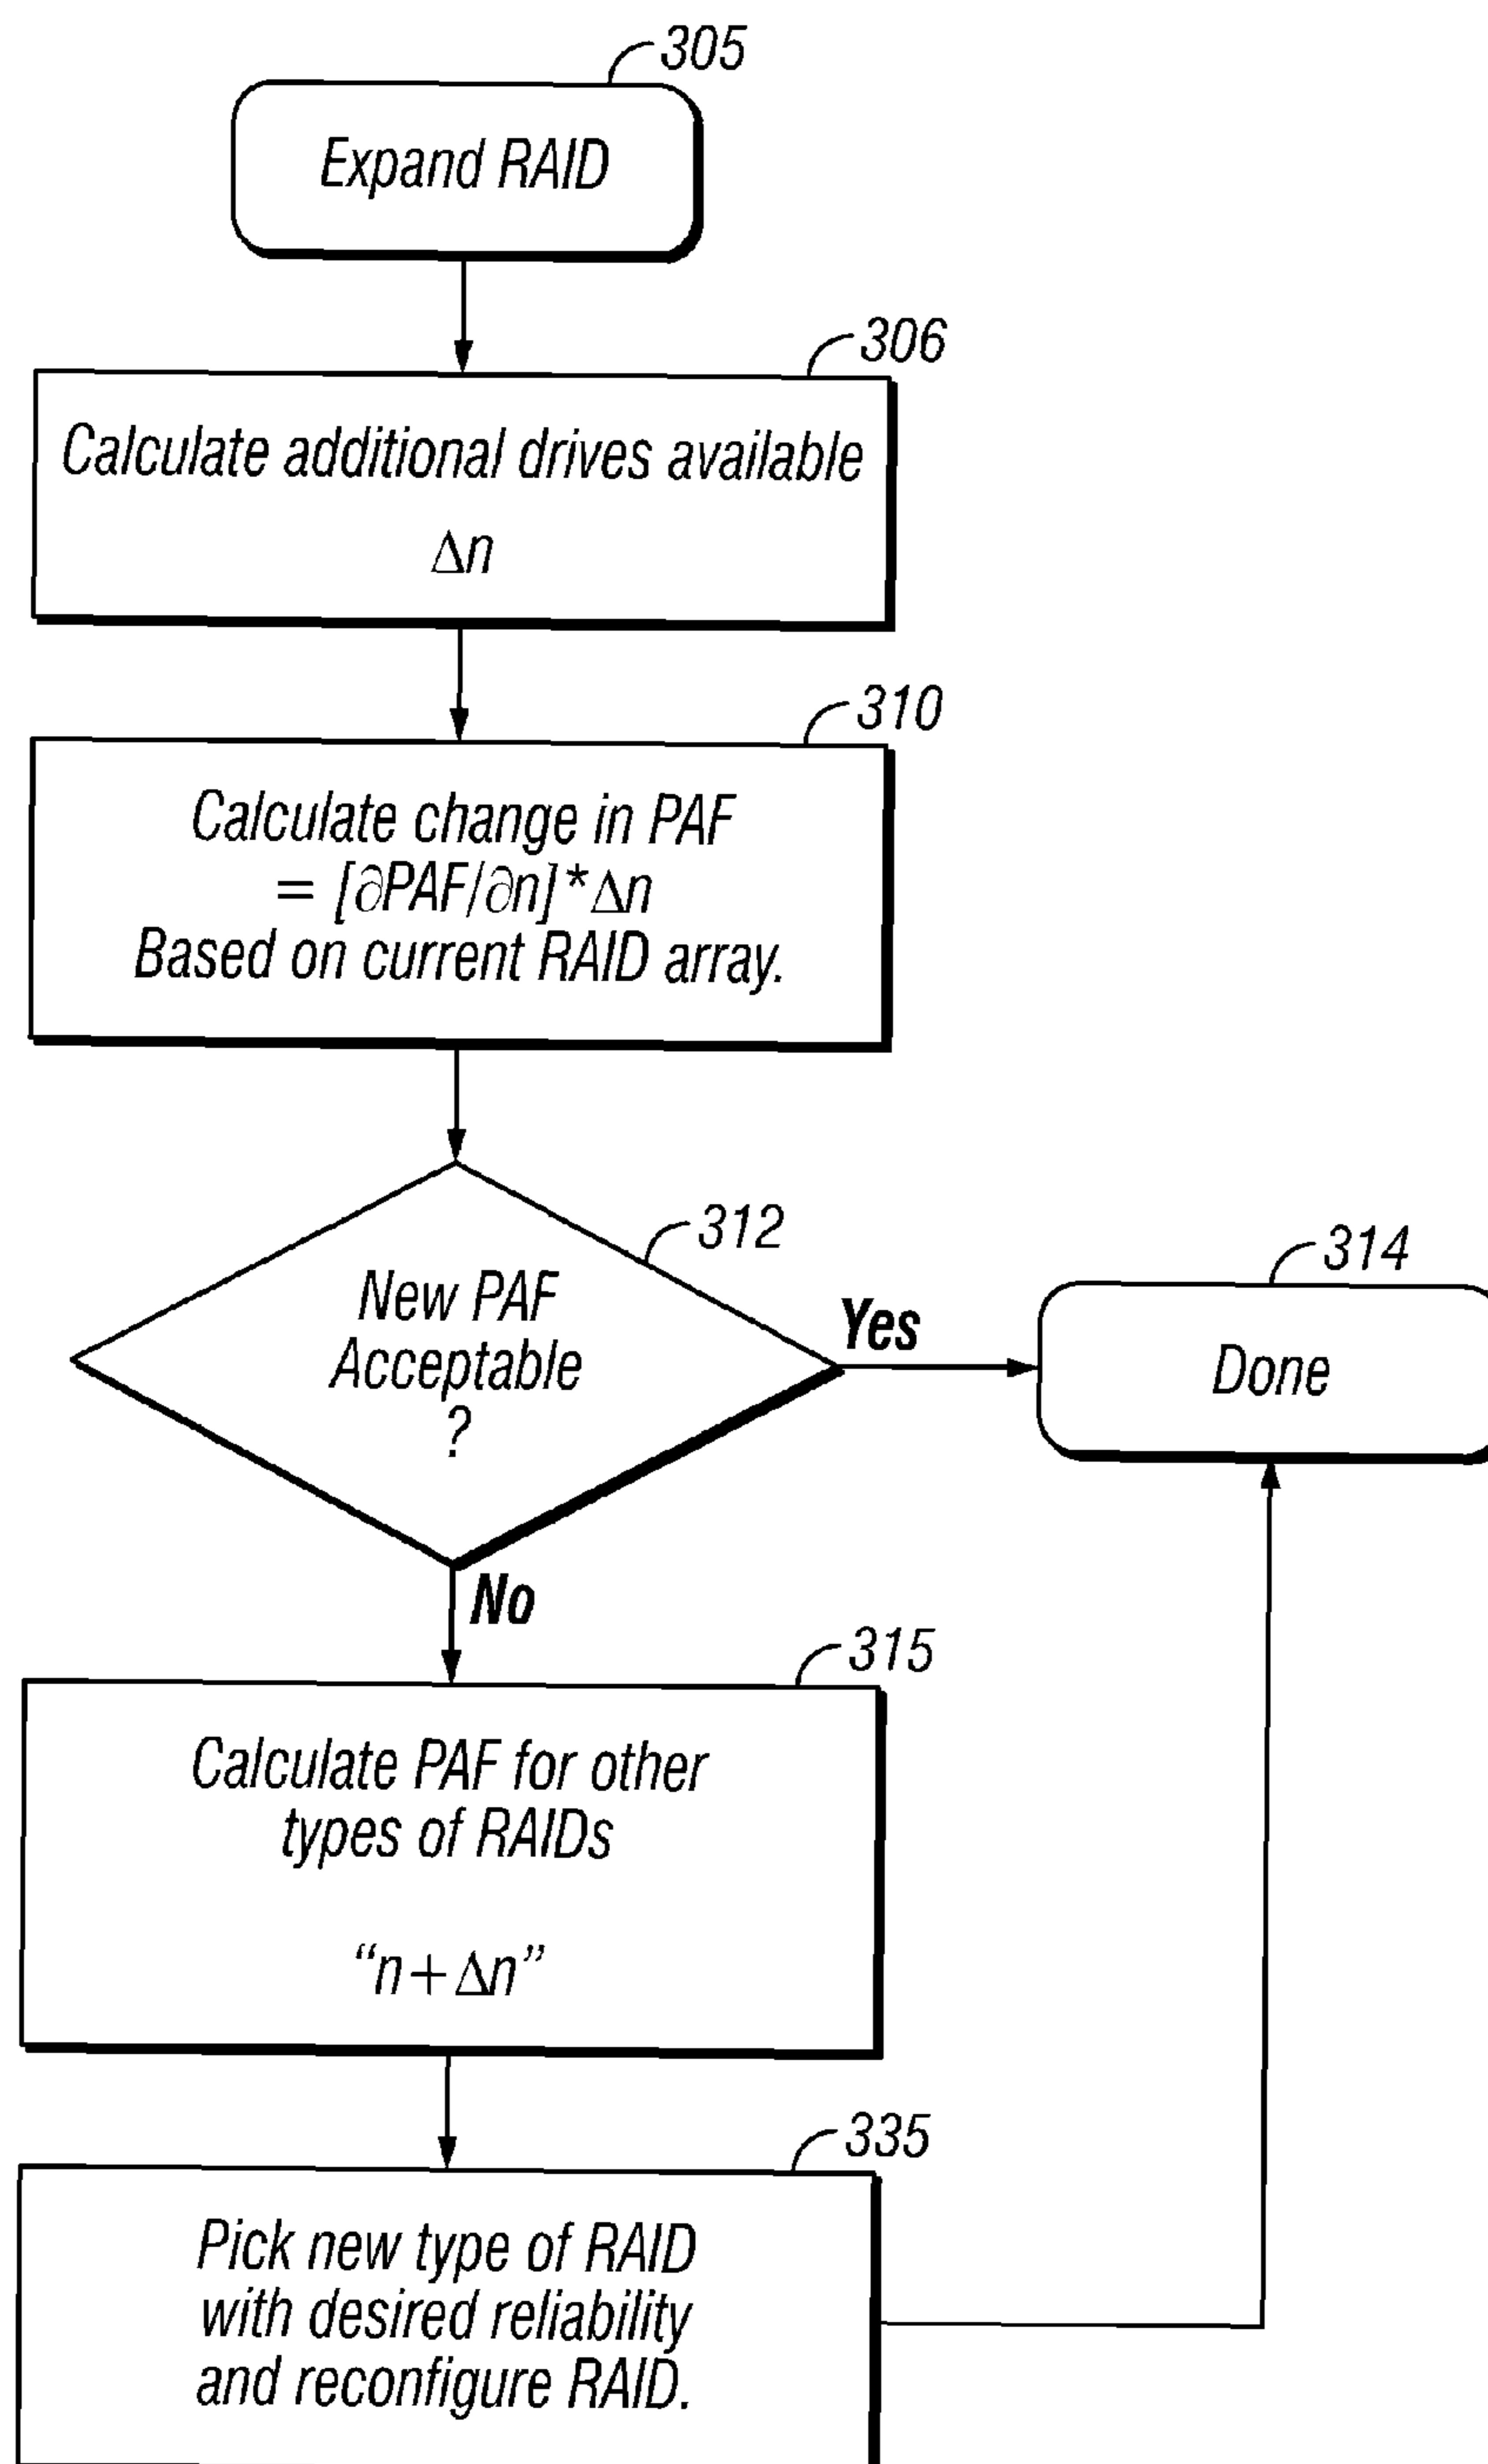 305
Expand RAID
306
Calculate additional drives available
Δn
310
Calculate change in PAF
= [∂PAF/∂n]*Δn
Based on current RAID array.
312
New PAF
Acceptable
?
Yes
314
Done
No
315
Calculate PAF for other
types of RAIDs
“n+Δn”
335
Pick new type of RAID
with desired reliability
and reconfigure RAID.